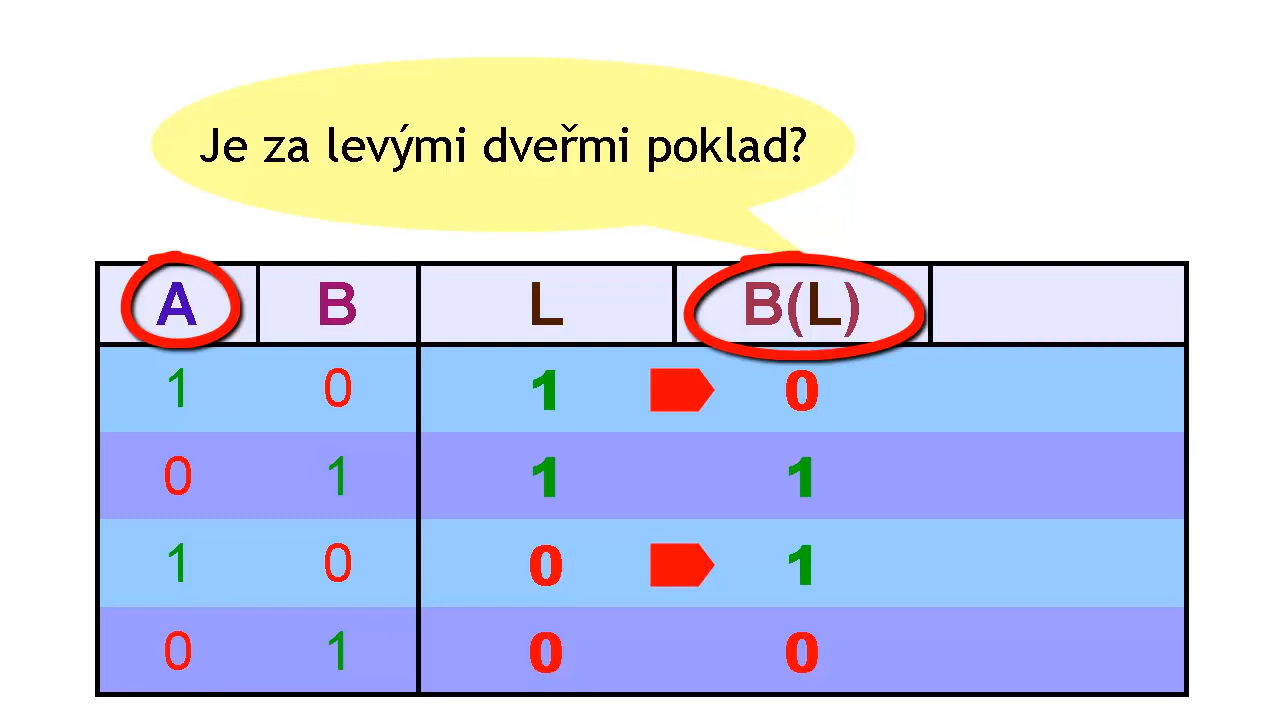 Je za levými dveřmi poklad?
A B L B(L)
1 0 1 0
0 1 1 1
1 0 0 1
0 1 0 0